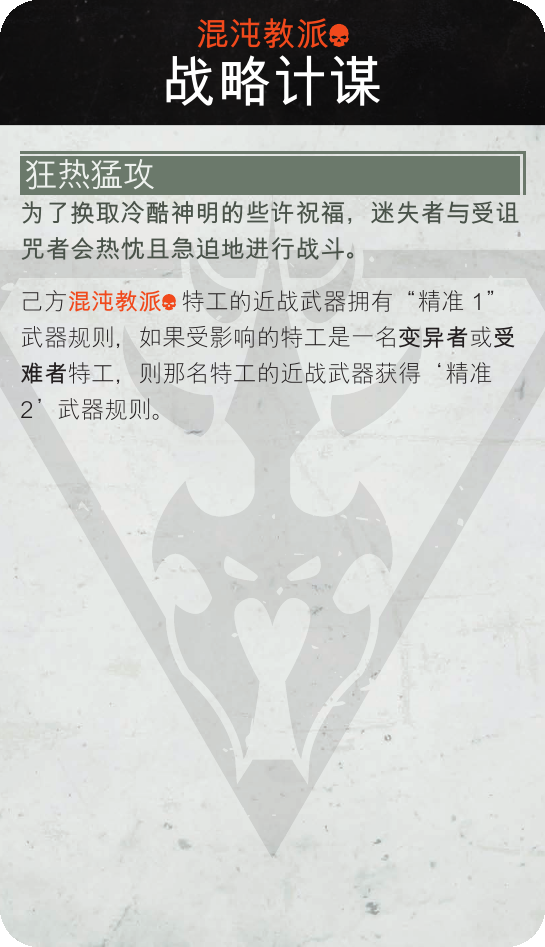 混沌教派
战略计谋
狂热猛攻
为了换取冷酷神明的些许祝福，迷失者与受诅
咒者会热忱且急迫地进行战斗。
己方混沌教派 特工的近战武器拥有“精准 1”
武器规则，如果受影响的特工是一名变异者或受
难者特工，则那名特工的近战武器获得‘精准
2’武器规则。